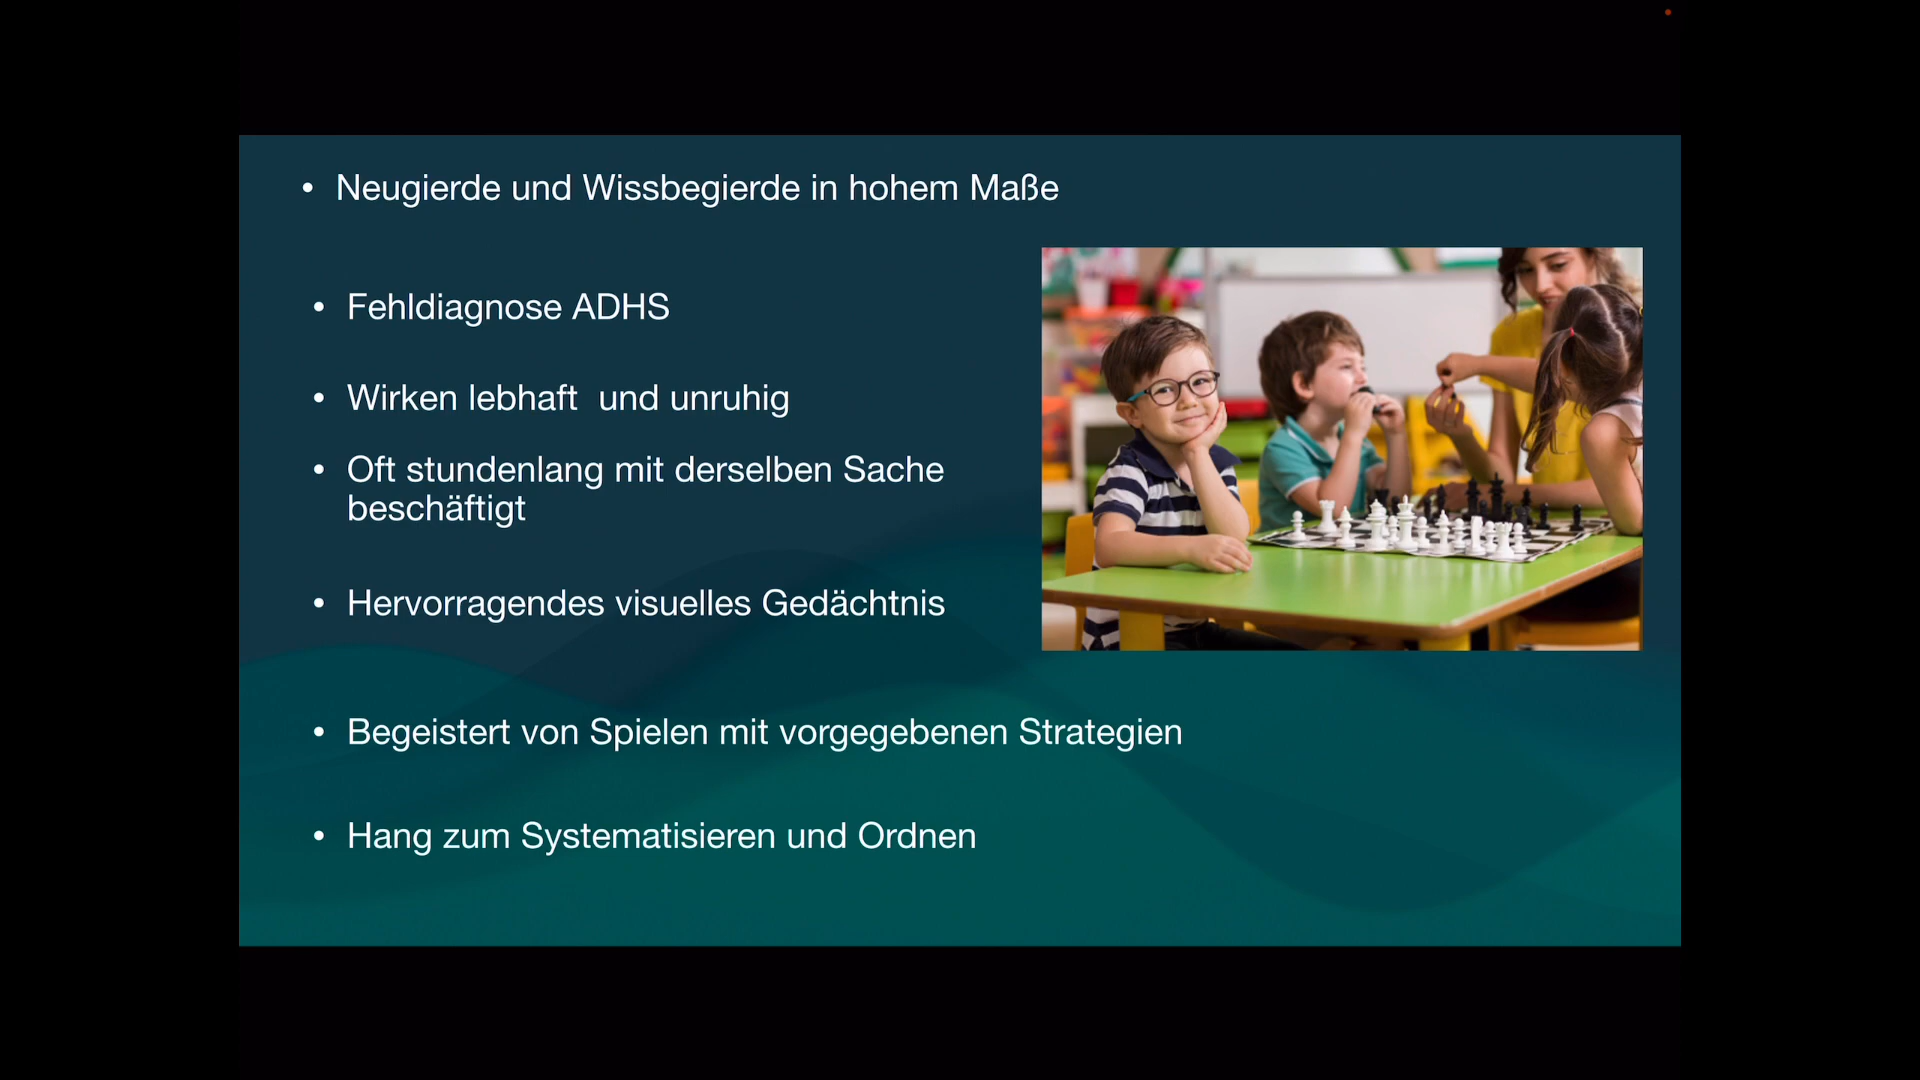 • Neugierde und Wissbegierde in hohem Maße
• Fehldiagnose ADHS
• Wirken lebhaft  und unruhig
• Oft stundenlang mit derselben Sache
beschäftigt
• Hervorragendes visuelles Gedächtnis
• Begeistert von Spielen mit vorgegebenen Strategien
• Hang zum Systematisieren und Ordnen